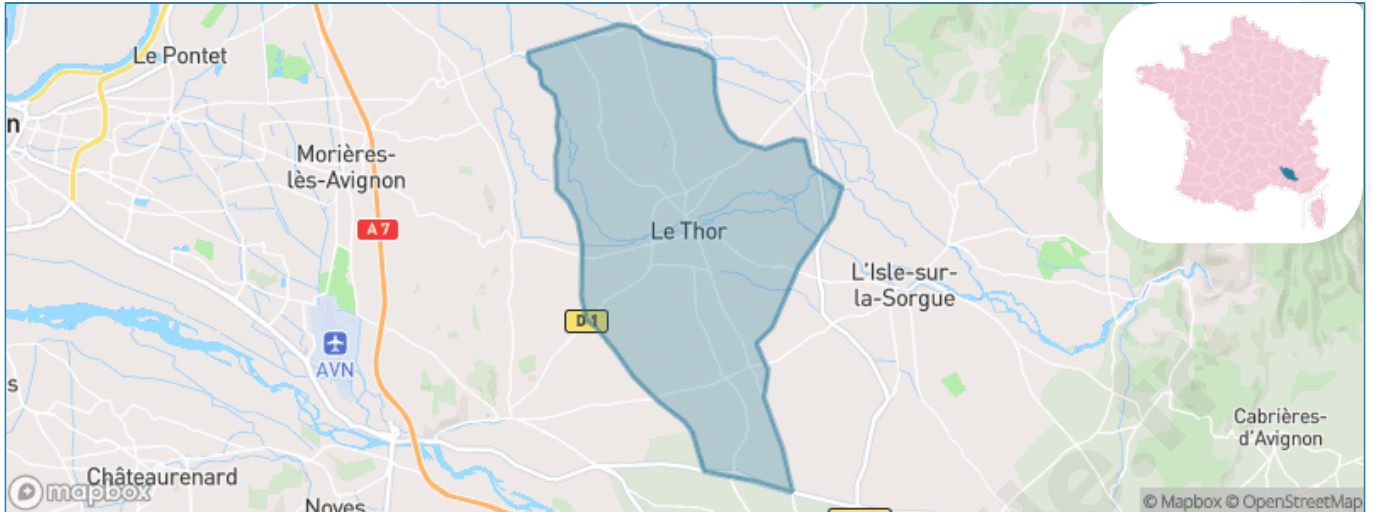 Le Pontet
n
Morières-
lès-Avignon
A 7
Le Thor
L'Isle-sur-
la-Sorgue
D 1
AVN
s
Cabrières-
d'Avignon
Châteaurenard
mapbox
Noves
© Mapbox © OpenStreetMap